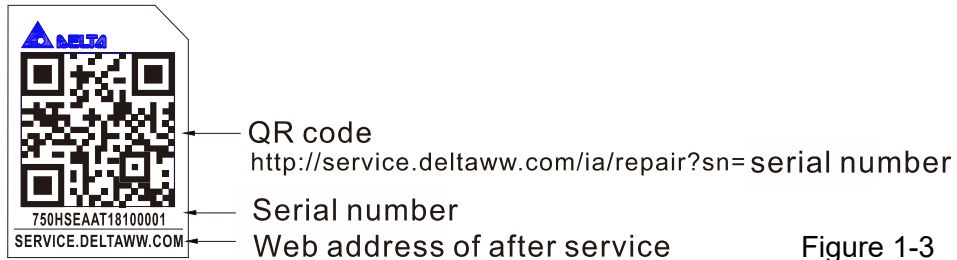 DELTA
QR code
http://service.deltaww.com/ia/repair?sn=serial number
750HSEAAT18100001
Serial number
SERVICE.DELTAWW.COM
Web address of after service
Figure 1-3